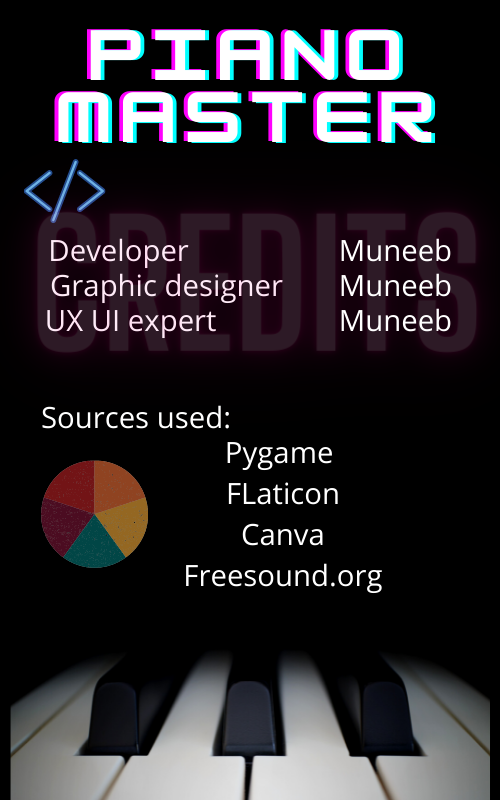 PIANO
MASTER
</>
CREDITS
Developer Muneeb
Graphic designer Muneeb
UX UI expert Muneeb
Sources used:
Pygame
FLaticon
Canva
Freesound.org